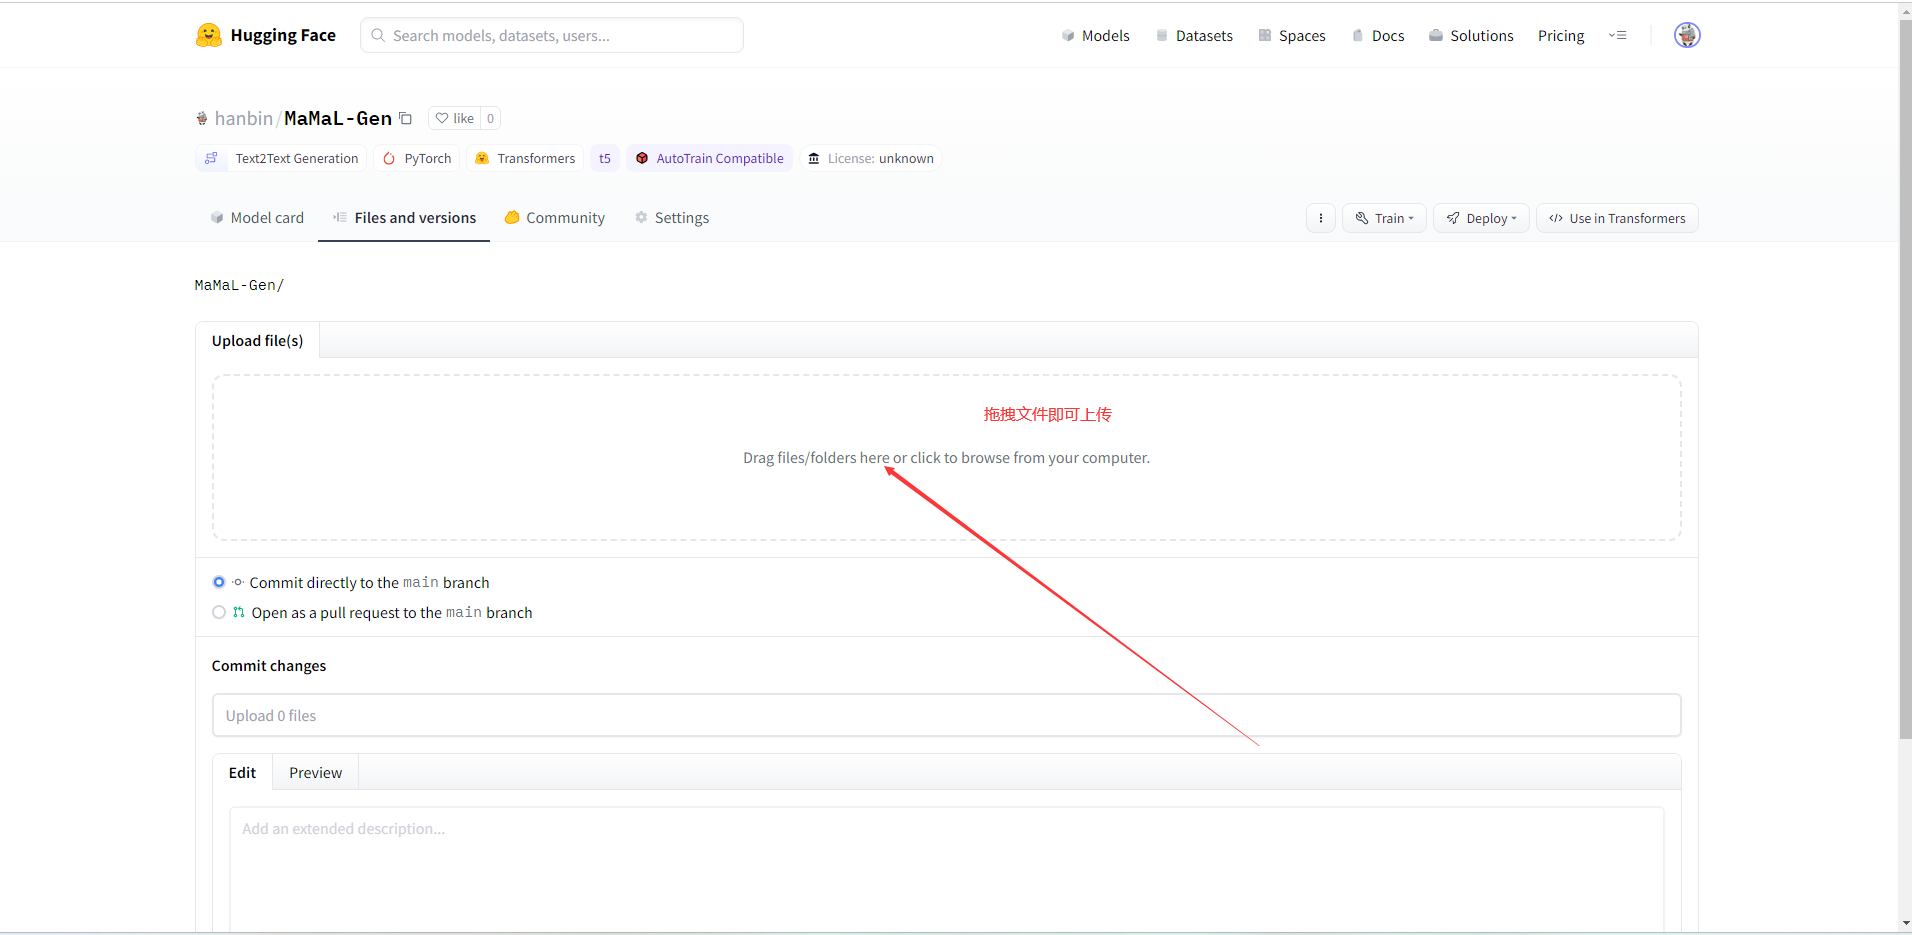 Hugging Face Search models, datasets, users... Models Datasets Spaces Docs Solutions Pricing
hanbin/MaMaL-Gen like 0
Text2Text Generation PyTorch Transformers t5 AutoTrain Compatible License: unknown
Model card Files and versions Community Settings Train Deploy Use in Transformers
MaMaL-Gen/
Upload file(s)
拖拽文件即可上传
Drag files/folders here or click to browse from your computer.
Commit directly to the main branch
Open as a pull request to the main branch
Commit changes
Upload 0 files
Edit Preview
Add an extended description...